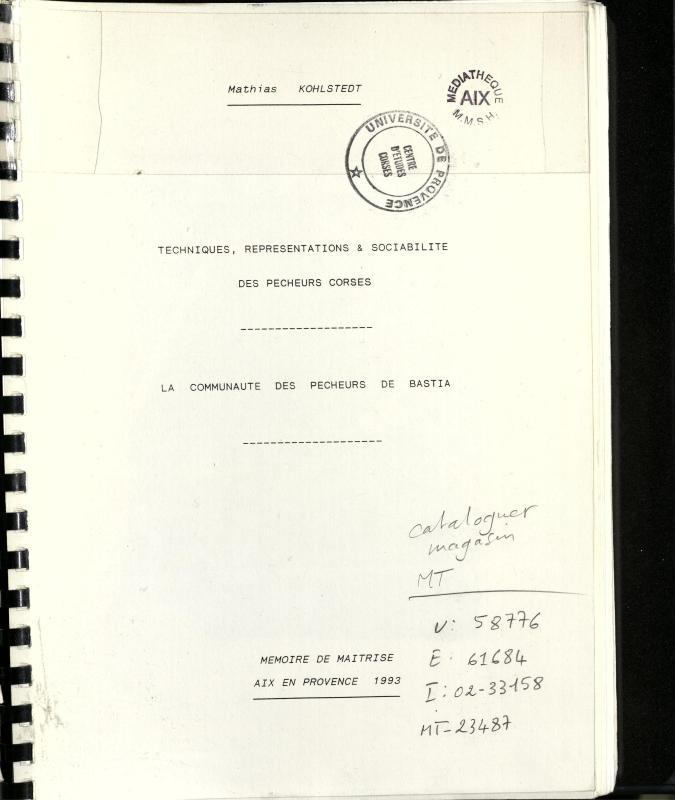 Mathias KOHLSTEDT
MEDIATHEQUE
AIX
M.M.S.H.
UNIVERSITE DE PROVENCE
CENTRE
D'ETUDES
CORSES
TECHNIQUES, REPRESENTATIONS & SOCIABILITE
DES PECHEURS CORSES
-------------------
LA COMMUNAUTE DES PECHEURS DE BASTIA
--------------------
cataloguer
magasin
MT
V: 58776
E. 61684
I: 02-33158
MT-23487
MEMOIRE DE MAITRISE
AIX EN PROVENCE 1993